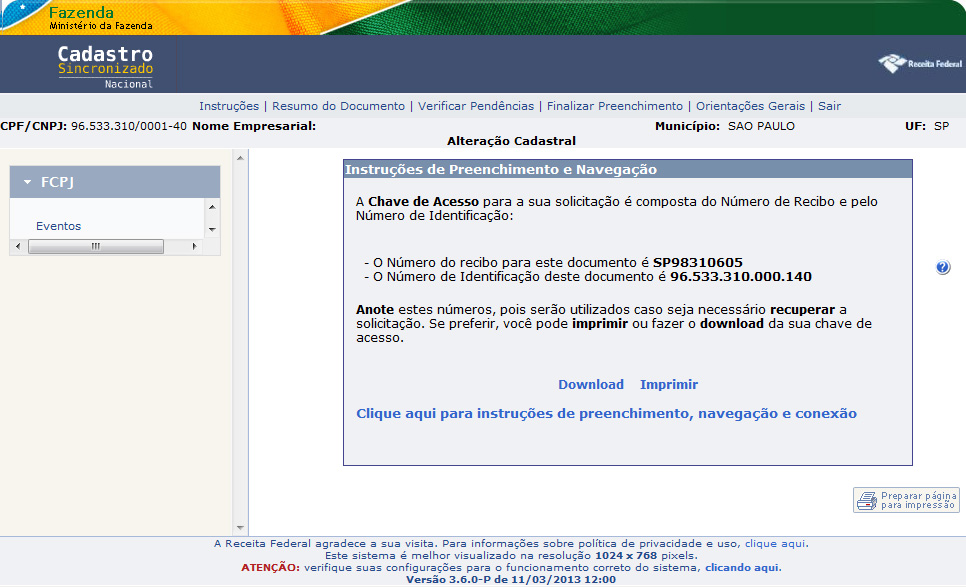 Fazenda
Ministério da Fazenda
Cadastro
Sincronizado
Nacional
Receita Federal
Instruções | Resumo do Documento | Verificar Pendências | Finalizar Preenchimento | Orientações Gerais | Sair
CPF/CNPJ: 96.533.310/0001-40 Nome Empresarial: Município: SAO PAULO UF: SP
Alteração Cadastral
FCPJ
Eventos
Instruções de Preenchimento e Navegação
A Chave de Acesso para a sua solicitação é composta do Número de Recibo e pelo
Número de Identificação:
- O Número do recibo para este documento é SP98310605
- O Número de Identificação deste documento é 96.533.310.000.140
Anote estes números, pois serão utilizados caso seja necessário recuperar a
solicitação. Se preferir, você pode imprimir ou fazer o download da sua chave de
acesso.
Download Imprimir
Clique aqui para instruções de preenchimento, navegação e conexão
?
Preparar página
para impressão
A Receita Federal agradece a sua visita. Para informações sobre política de privacidade e uso, clique aqui.
Este sistema é melhor visualizado na resolução 1024 x 768 pixels.
ATENÇÃO: verifique suas configurações para o funcionamento correto do sistema, clicando aqui.
Versão 3.6.0-P de 11/03/2013 12:00